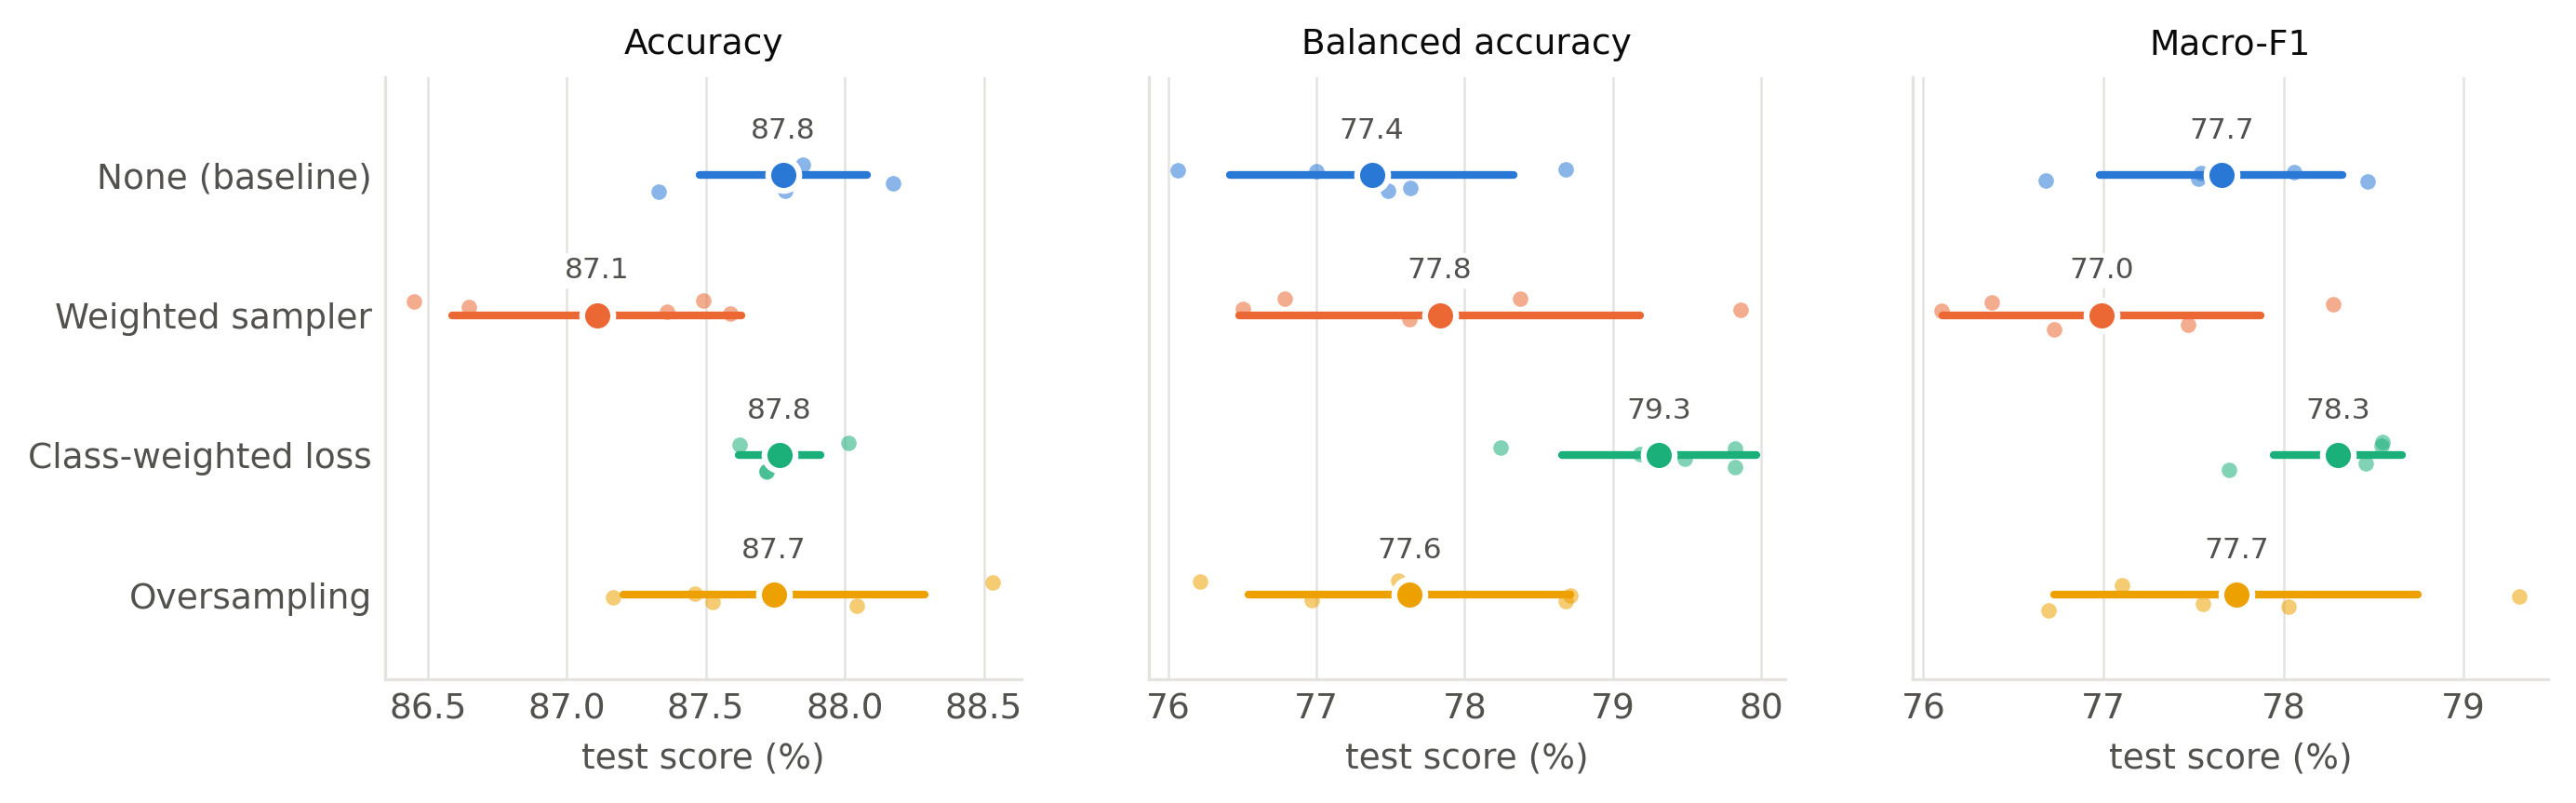 Accuracy
Balanced accuracy
Macro-F1
None (baseline)
87.8
77.4
77.7
Weighted sampler
87.1
77.8
77.0
Class-weighted loss
87.8
79.3
78.3
Oversampling
87.7
77.6
77.7
86.5 87.0 87.5 88.0 88.5
76 77 78 79 80
76 77 78 79
test score (%)
test score (%)
test score (%)